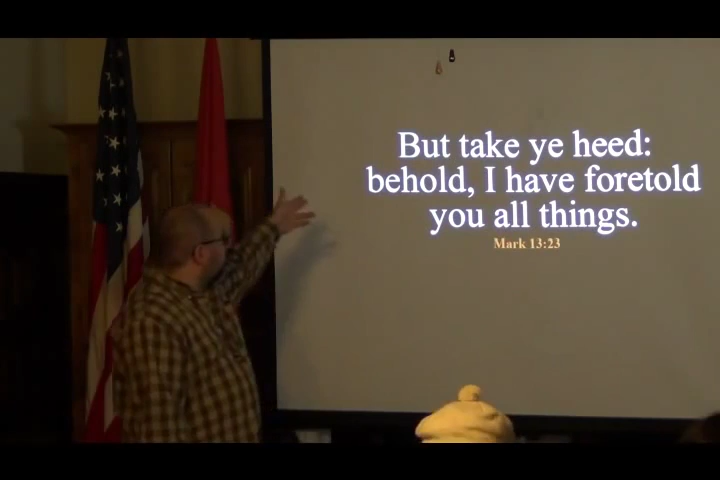 But take ye heed:
behold, I have foretold
you all things.
Mark 13:23